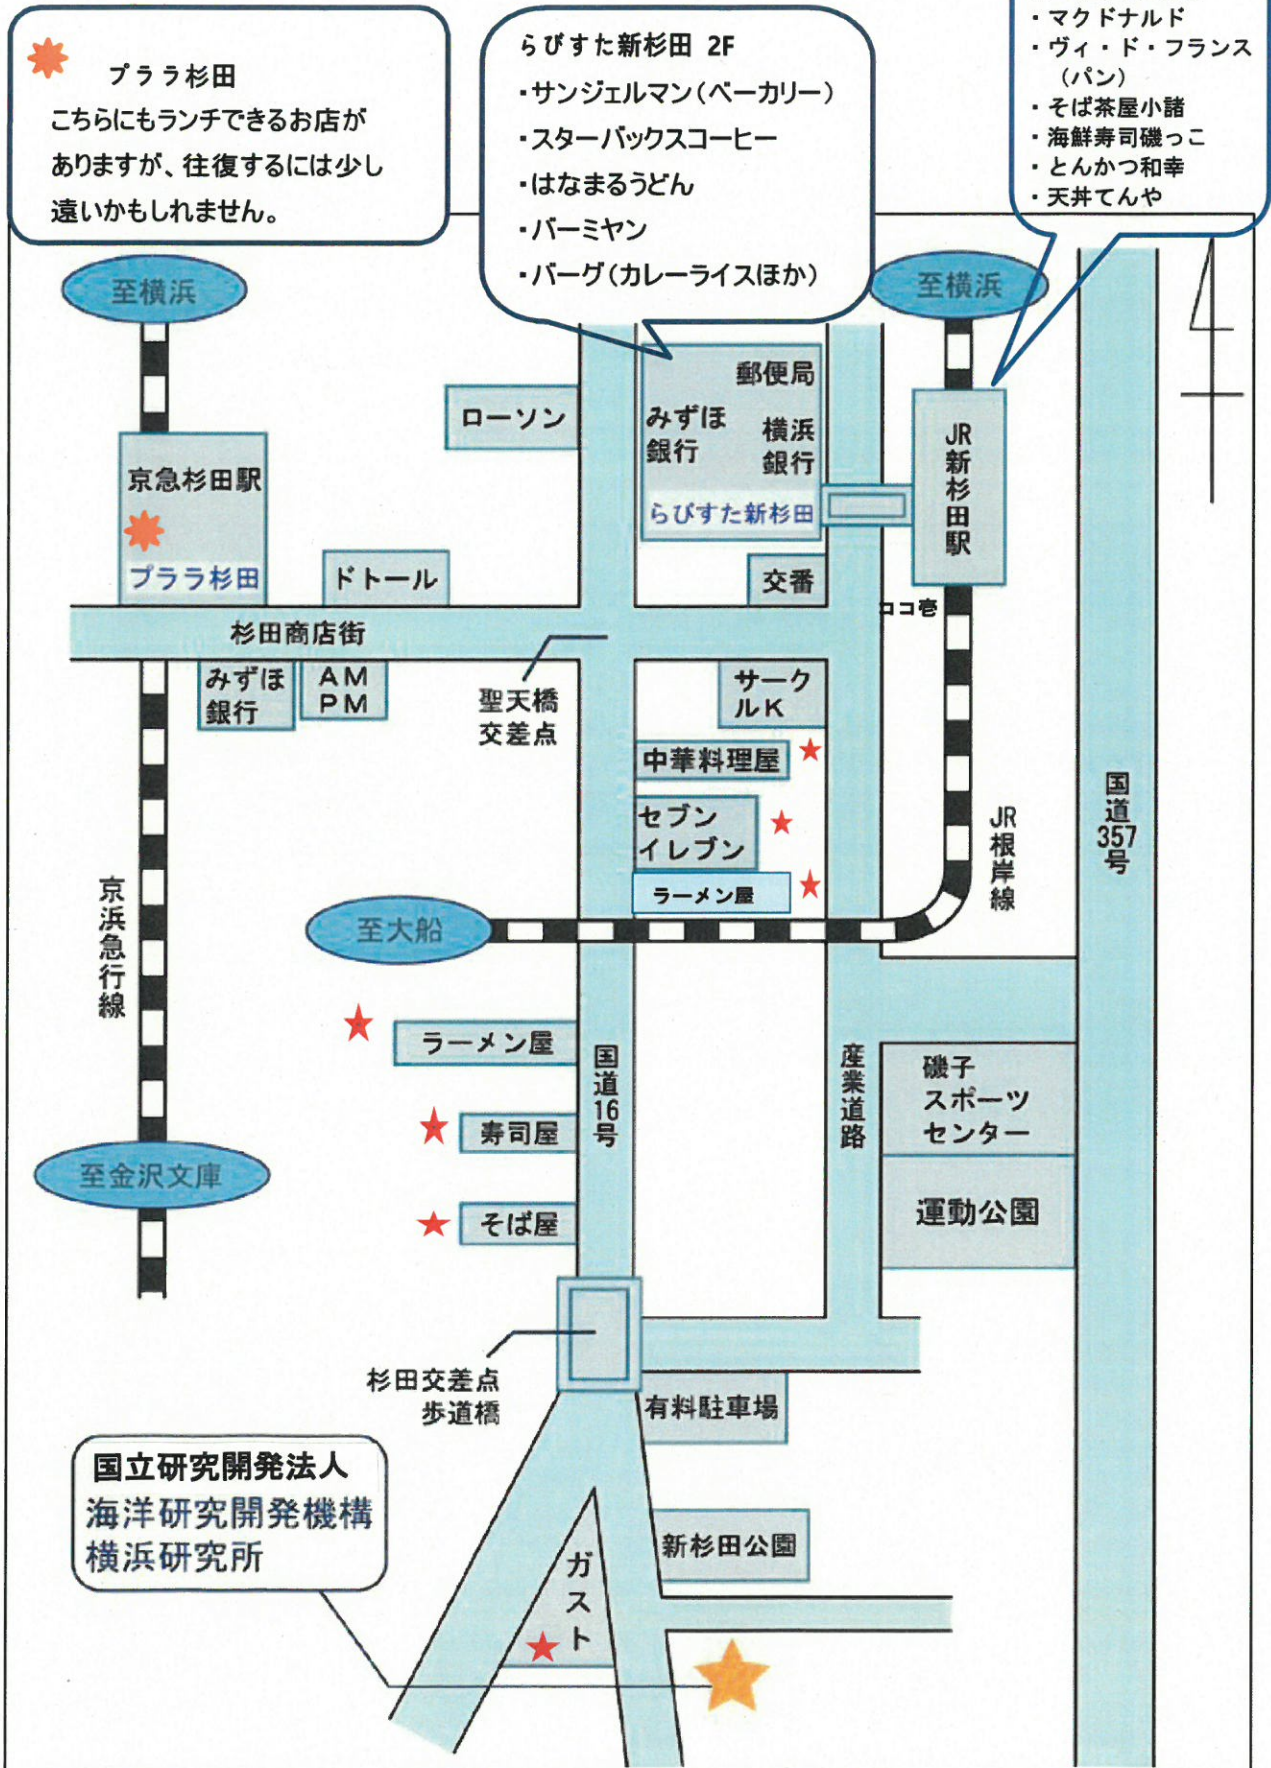 プララ杉田
こちらにもランチできるお店が
ありますが、往復するには少し
遠いかもしれません。
らびすた新杉田 2F
・サンジェルマン(ベーカリー)
・スターバックスコーヒー
・はなまるうどん
・バーミヤン
・バーグ(カレーライスほか)
・マクドナルド
・ヴィ・ド・フランス
(パン)
・そば茶屋小諸
・海鮮寿司磯っこ
・とんかつ和幸
・天丼てんや
至横浜
至横浜
郵便局
みずほ
銀行
横浜
銀行
らびすた新杉田
ローソン
JR新杉田駅
京急杉田駅
プララ杉田
ドトール
交番
ココ壱
杉田商店街
みずほ
銀行
AM
PM
聖天橋
交差点
サーク
ルK
中華料理屋
セブン
イレブン
ラーメン屋
国道357号
JR根岸線
京浜急行線
至大船
ラーメン屋
国道16号
産業道路
磯子
スポーツ
センター
寿司屋
至金沢文庫
そば屋
運動公園
杉田交差点
歩道橋
有料駐車場
国立研究開発法人
海洋研究開発機構
横浜研究所
新杉田公園
ガスト